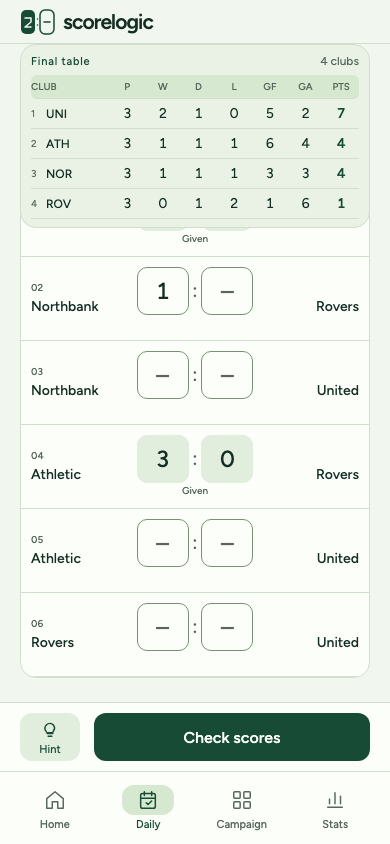 2:– scorelogic
Final table 4 clubs
CLUB P W D L GF GA PTS
1 UNI 3 2 1 0 5 2 7
2 ATH 3 1 1 1 6 4 4
3 NOR 3 1 1 1 3 3 4
4 ROV 3 0 1 2 1 6 1
Given
02
Northbank 1 : – Rovers
03
Northbank – : – United
04
Athletic 3 : 0 Rovers
Given
05
Athletic – : – United
06
Rovers – : – United
Hint
Check scores
Home Daily Campaign Stats